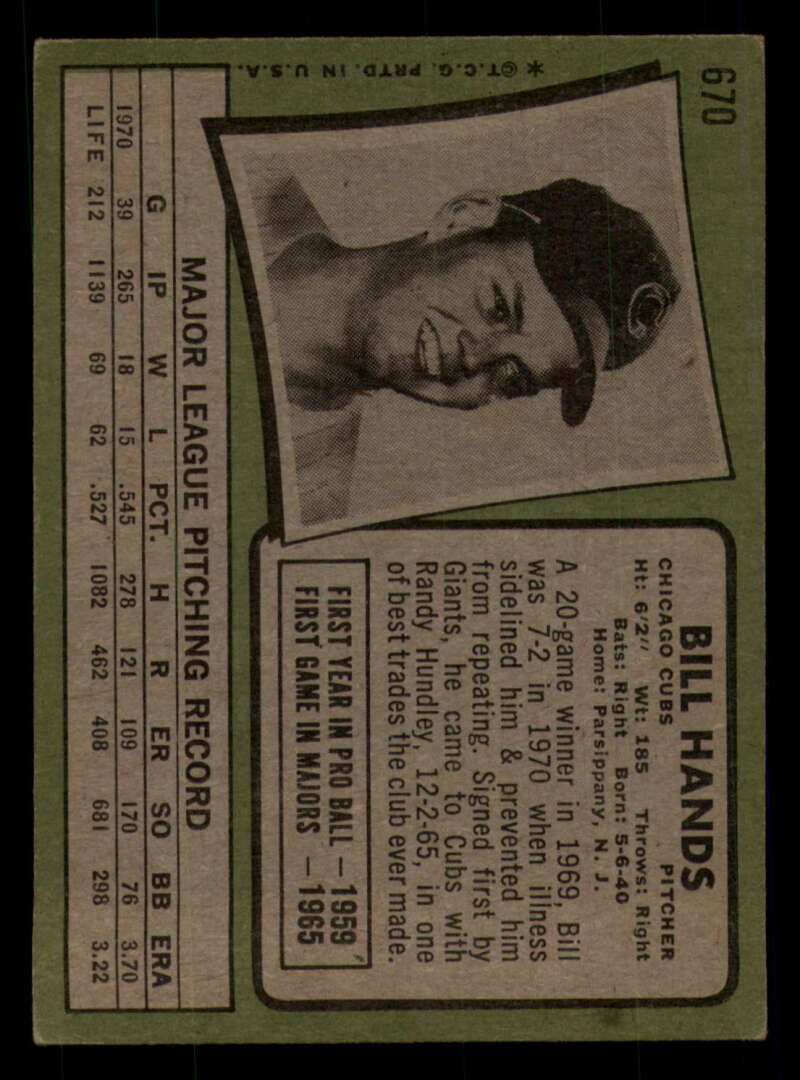 670
*©T.C.G. PRTD. IN U.S.A.
C
BILL HANDS
CHICAGO CUBS PITCHER
Ht: 6'2" Wt: 185 Throws: Right
Bats: Right Born: 5-6-40
Home: Parsippany, N. J.
A 20-game winner in 1969, Bill
was 7-2 in 1970 when illness
sidelined him & prevented him
from repeating. Signed first by
Giants, he came to Cubs with
Randy Hundley, 12-2-65, in one
of best trades the club ever made.
FIRST YEAR IN PRO BALL — 1959
FIRST GAME IN MAJORS — 1965
MAJOR LEAGUE PITCHING RECORD
G IP W L PCT. H R ER SO BB ERA
1970 39 265 18 15 .545 278 121 109 170 76 3.70
LIFE 212 1139 69 62 .527 1082 462 408 681 298 3.22